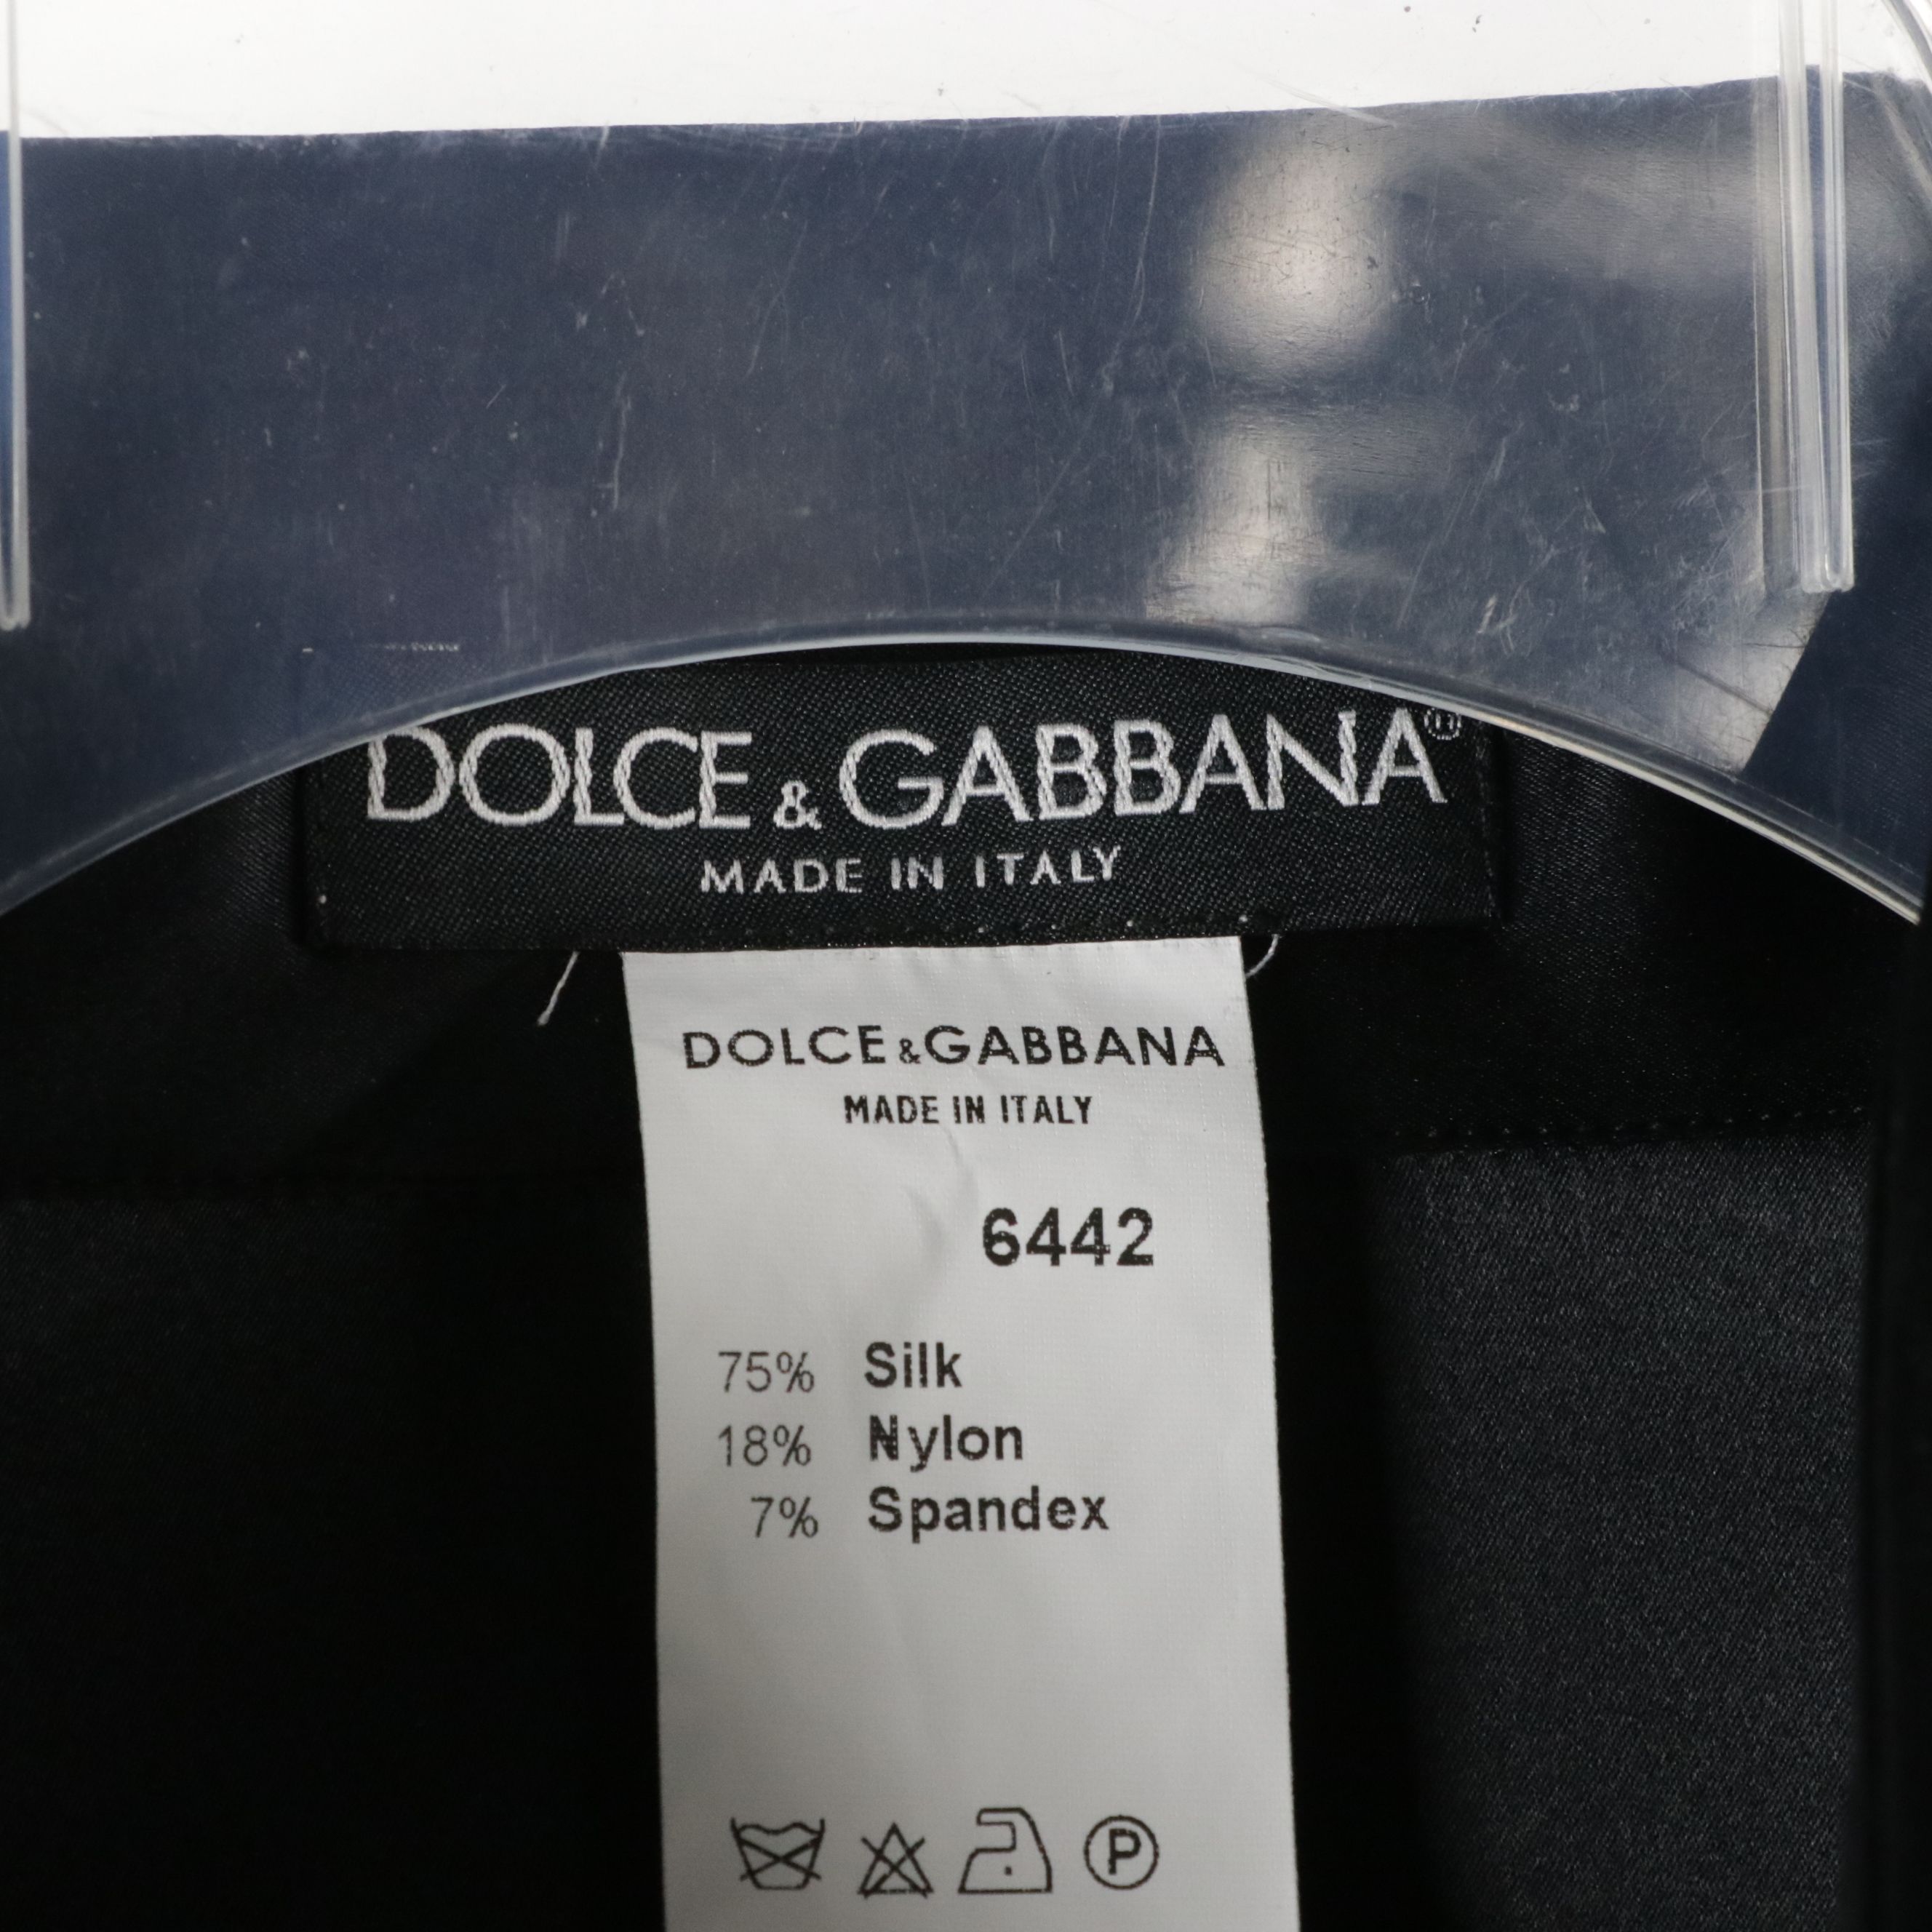 DOLCE & GABBANA®
MADE IN ITALY
DOLCE&GABBANA
MADE IN ITALY
6442
75% Silk
18% Nylon
7% Spandex
P